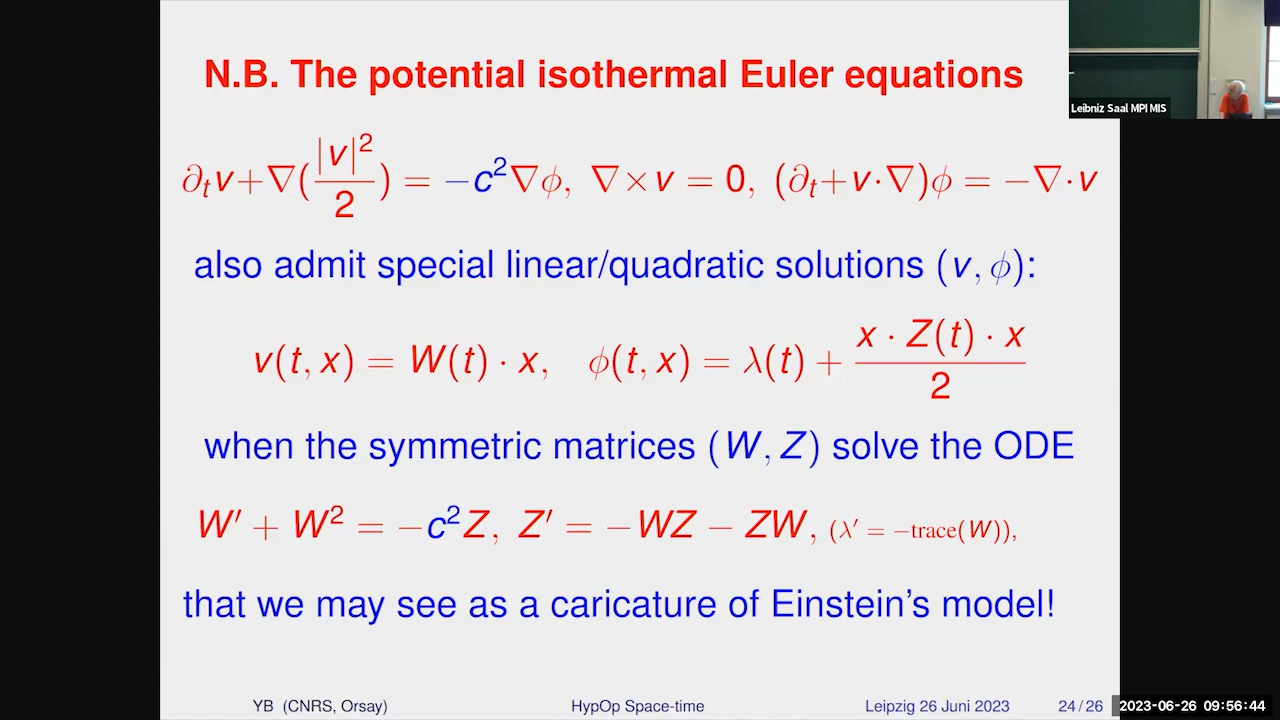 N.B. The potential isothermal Euler equations
Leibniz Saal MPI MIS
∂ₜv+∇(|v|²/2) = −c²∇ϕ, ∇×v = 0, (∂ₜ+v·∇)ϕ = −∇·v
also admit special linear/quadratic solutions (v, ϕ):
v(t, x) = W(t) · x, ϕ(t, x) = λ(t) + x · Z(t) · x / 2
when the symmetric matrices (W, Z) solve the ODE
W′ + W² = −c²Z, Z′ = −WZ − ZW, (λ′ = −trace(W)),
that we may see as a caricature of Einstein's model!
YB (CNRS, Orsay) HypOp Space-time Leipzig 26 Juni 2023 24 / 26
2023-06-26 09:56:44